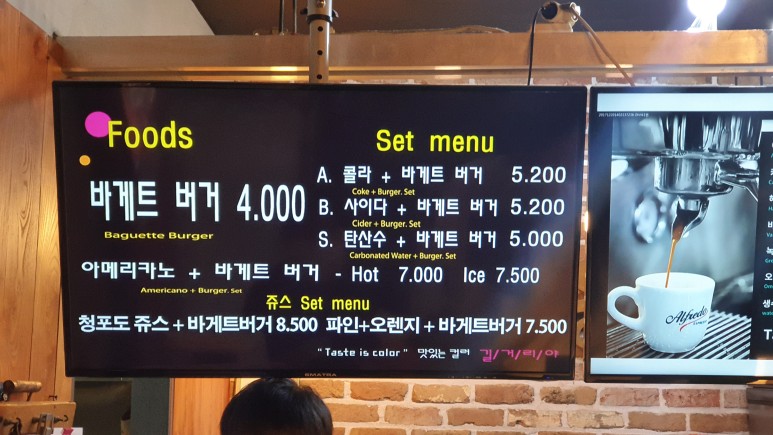 Foods
바게트 버거 4.000
Baguette Burger
Set menu
A. 콜라 + 바게트 버거 5.200
Coke + Burger. Set
B. 사이다 + 바게트 버거 5.200
Cider + Burger. Set
S. 탄산수 + 바게트 버거 5.000
Carbonated Water + Burger. Set
아메리카노 + 바게트 버거 - Hot 7.000 Ice 7.500
Americano + Burger. Set
쥬스 Set menu
청포도 쥬스 + 바게트버거 8.500 파인+오렌지 + 바게트버거 7.500
" Taste is color " 맛있는 컬러 길/거/리/야
Alfredo